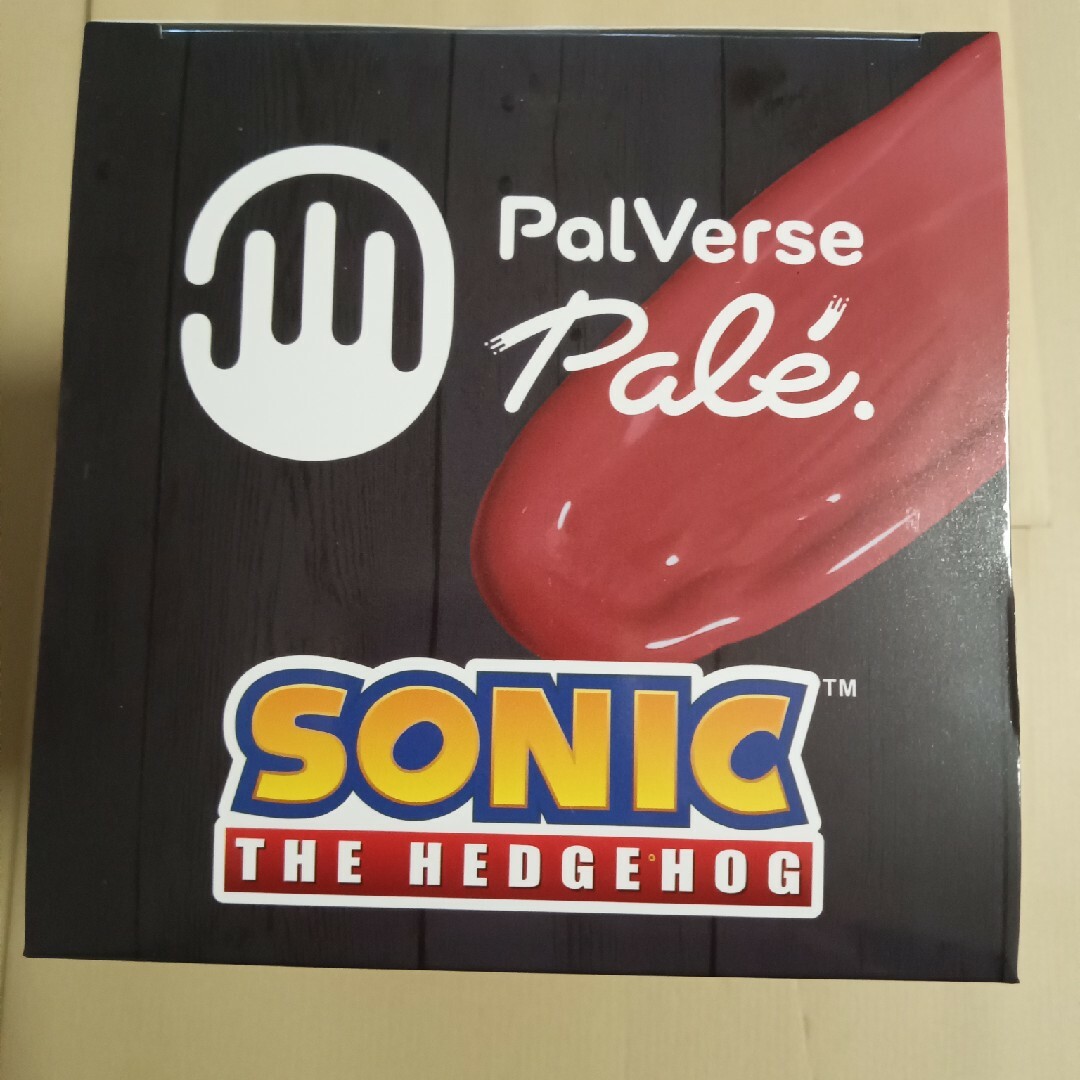 PalVerse
Palé.
SONIC™
THE HEDGEHOG